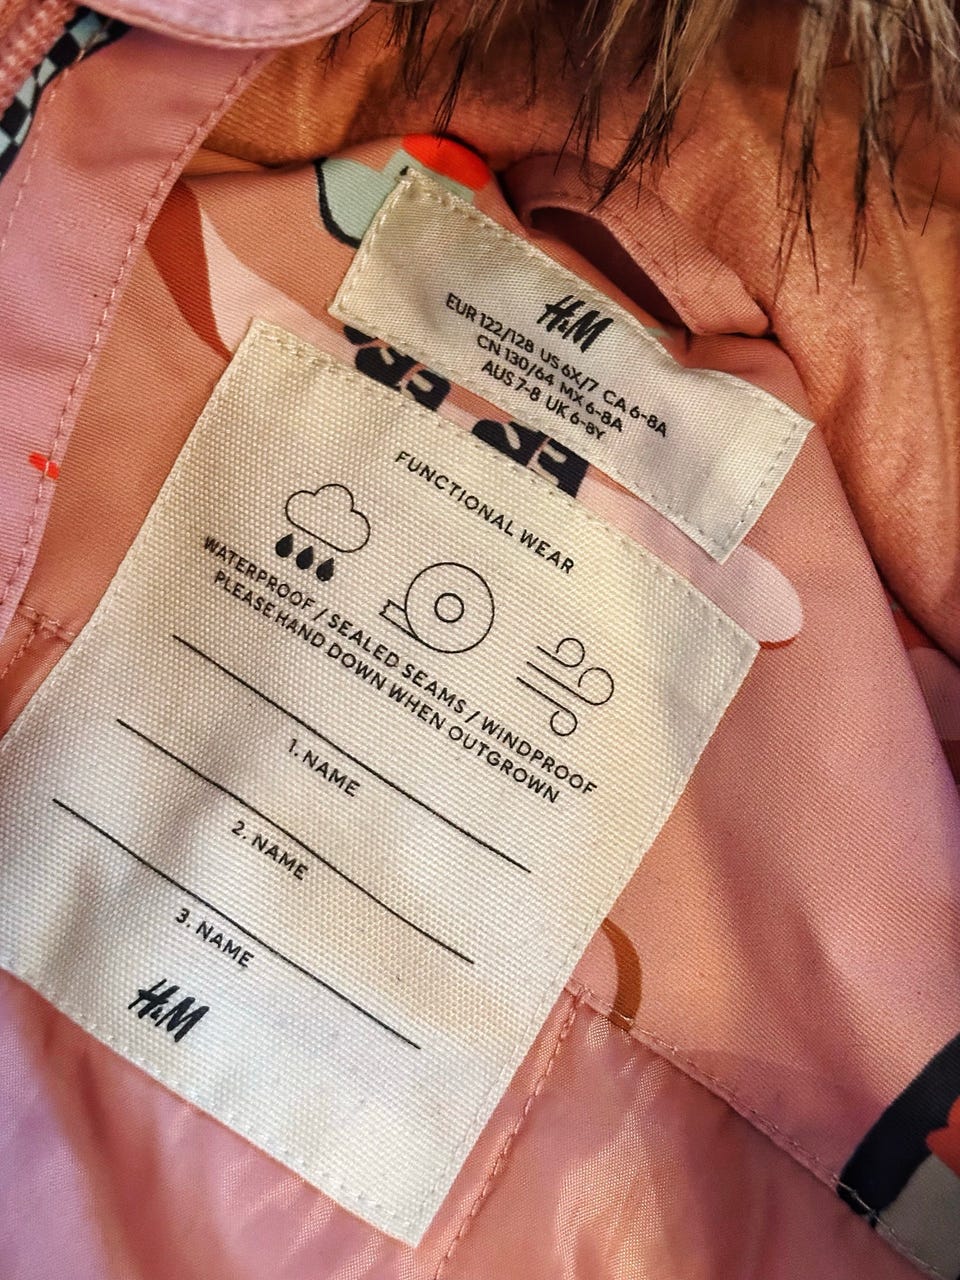 H&M
EUR 122/128 US 6X/7 CA 6-8A
CN 130/64 MX 6-8A
AUS 7-8 UK 6-8Y
FUNCTIONAL WEAR
WATERPROOF / SEALED SEAMS / WINDPROOF
PLEASE HAND DOWN WHEN OUTGROWN
1. NAME
2. NAME
3. NAME
H&M